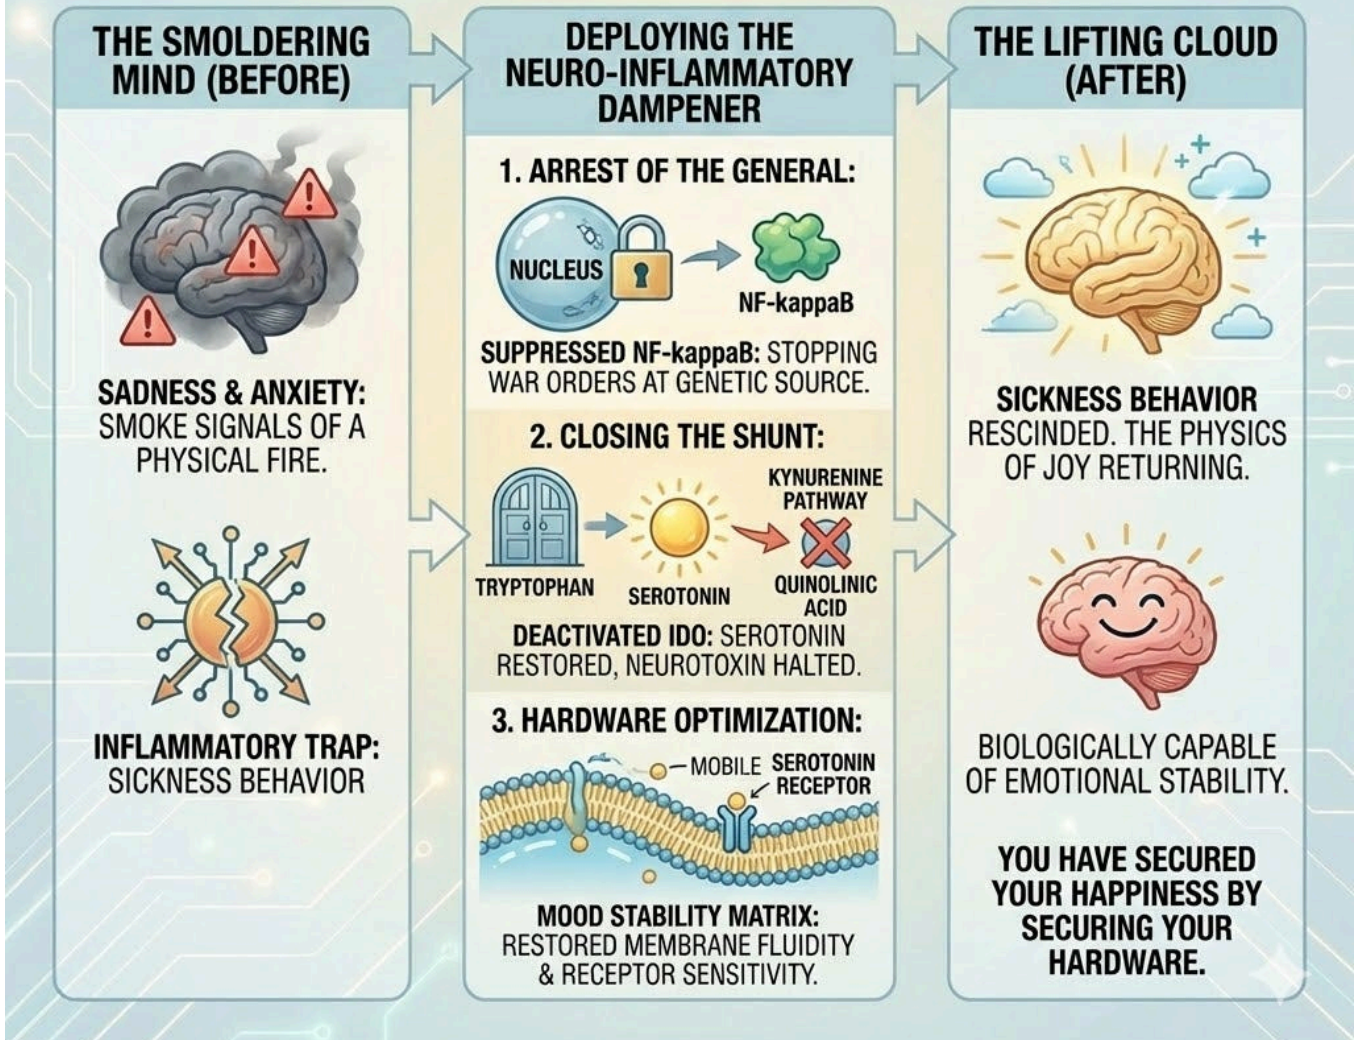 THE SMOLDERING
MIND (BEFORE)
SADNESS & ANXIETY:
SMOKE SIGNALS OF A
PHYSICAL FIRE.
INFLAMMATORY TRAP:
SICKNESS BEHAVIOR
DEPLOYING THE
NEURO-INFLAMMATORY
DAMPENER
1. ARREST OF THE GENERAL:
NUCLEUS
NF-kappaB
SUPPRESSED NF-kappaB: STOPPING
WAR ORDERS AT GENETIC SOURCE.
2. CLOSING THE SHUNT:
KYNURENINE
PATHWAY
TRYPTOPHAN
SEROTONIN
QUINOLINIC
ACID
DEACTIVATED IDO: SEROTONIN
RESTORED, NEUROTOXIN HALTED.
3. HARDWARE OPTIMIZATION:
MOBILE SEROTONIN
RECEPTOR
MOOD STABILITY MATRIX:
RESTORED MEMBRANE FLUIDITY
& RECEPTOR SENSITIVITY.
THE LIFTING CLOUD
(AFTER)
SICKNESS BEHAVIOR
RESCINDED. THE PHYSICS
OF JOY RETURNING.
BIOLOGICALLY CAPABLE
OF EMOTIONAL STABILITY.
YOU HAVE SECURED
YOUR HAPPINESS BY
SECURING YOUR
HARDWARE.